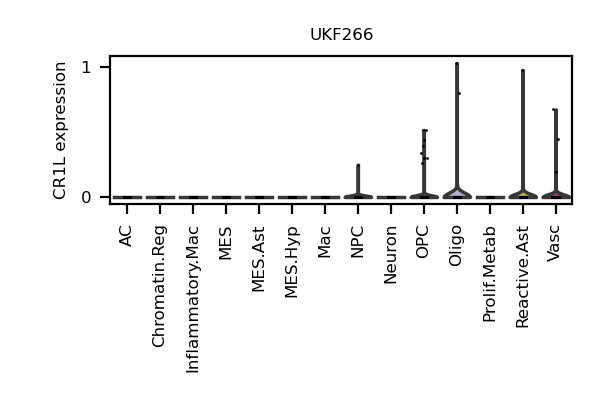 UKF266
CR1L expression
1
0
AC
Chromatin.Reg
Inflammatory.Mac
MES
MES.Ast
MES.Hyp
Mac
NPC
Neuron
OPC
Oligo
Prolif.Metab
Reactive.Ast
Vasc